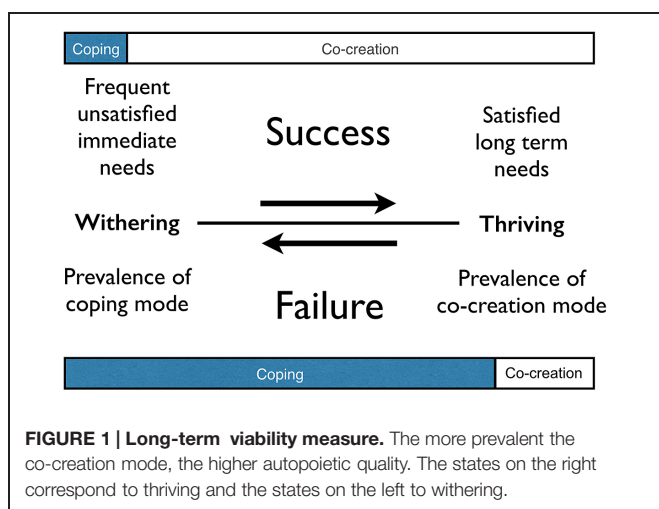 Coping Co-creation
Frequent
unsatisfied
immediate
needs
Success
Satisfied
long term
needs
Withering
Thriving
Prevalence of
coping mode
Failure
Prevalence of
co-creation mode
Coping Co-creation
FIGURE 1 | Long-term viability measure. The more prevalent the
co-creation mode, the higher autopoietic quality. The states on the right
correspond to thriving and the states on the left to withering.